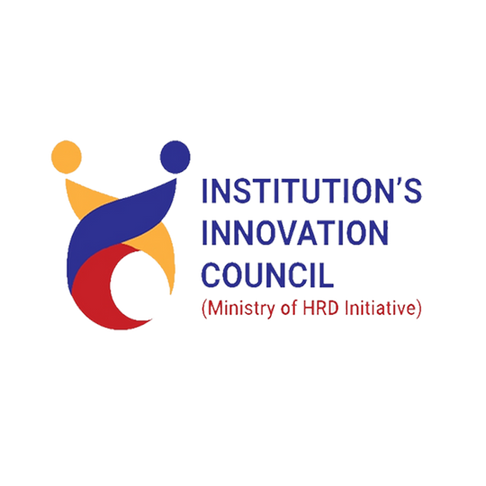 INSTITUTION'S
INNOVATION
COUNCIL
(Ministry of HRD Initiative)